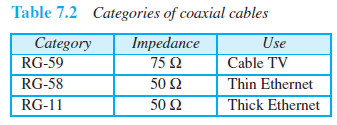 Table 7.2 Categories of coaxial cables
Category Impedance Use
RG-59 75 Ω Cable TV
RG-58 50 Ω Thin Ethernet
RG-11 50 Ω Thick Ethernet